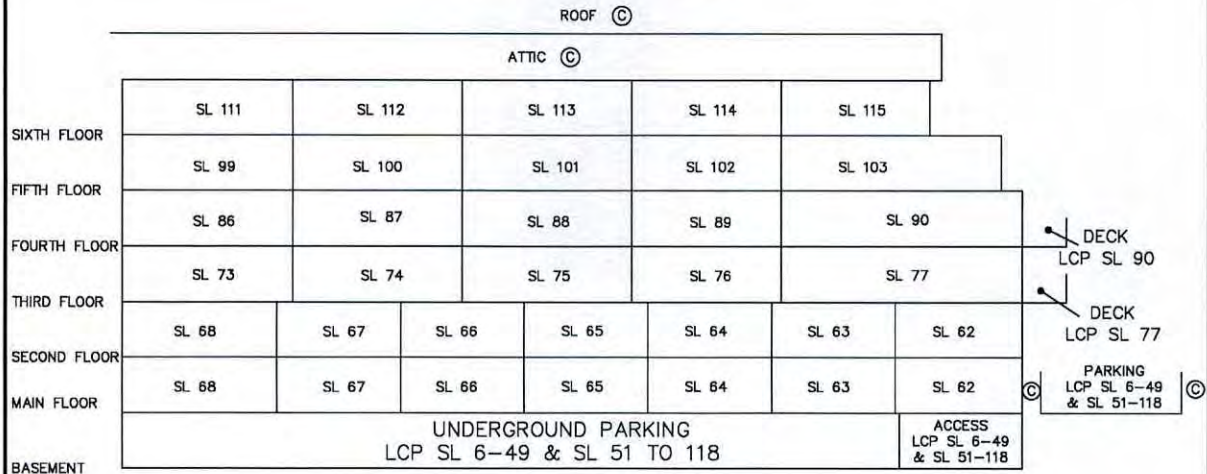 ROOF Ⓒ
ATTIC Ⓒ
SL 111 SL 112 SL 113 SL 114 SL 115
SIXTH FLOOR
SL 99 SL 100 SL 101 SL 102 SL 103
FIFTH FLOOR
SL 86 SL 87 SL 88 SL 89 SL 90
FOURTH FLOOR
DECK
LCP SL 90
SL 73 SL 74 SL 75 SL 76 SL 77
THIRD FLOOR
DECK
LCP SL 77
SL 68 SL 67 SL 66 SL 65 SL 64 SL 63 SL 62
SECOND FLOOR
SL 68 SL 67 SL 66 SL 65 SL 64 SL 63 SL 62
MAIN FLOOR
Ⓒ
PARKING
LCP SL 6-49
& SL 51-118
Ⓒ
UNDERGROUND PARKING
LCP SL 6-49 & SL 51 TO 118
ACCESS
LCP SL 6-49
& SL 51-118
BASEMENT